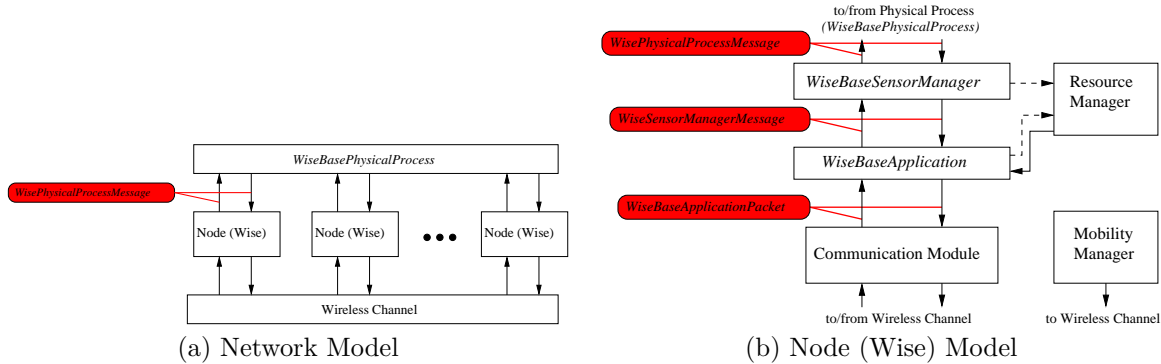 WiseBasePhysicalProcess
WisePhysicalProcessMessage
Node (Wise)
Node (Wise)
Node (Wise)
Wireless Channel
(a) Network Model
to/from Physical Process
(WiseBasePhysicalProcess)
WisePhysicalProcessMessage
WiseBaseSensorManager
Resource
Manager
WiseSensorManagerMessage
WiseBaseApplication
WiseBaseApplicationPacket
Communication Module
Mobility
Manager
to/from Wireless Channel
to Wireless Channel
(b) Node (Wise) Model